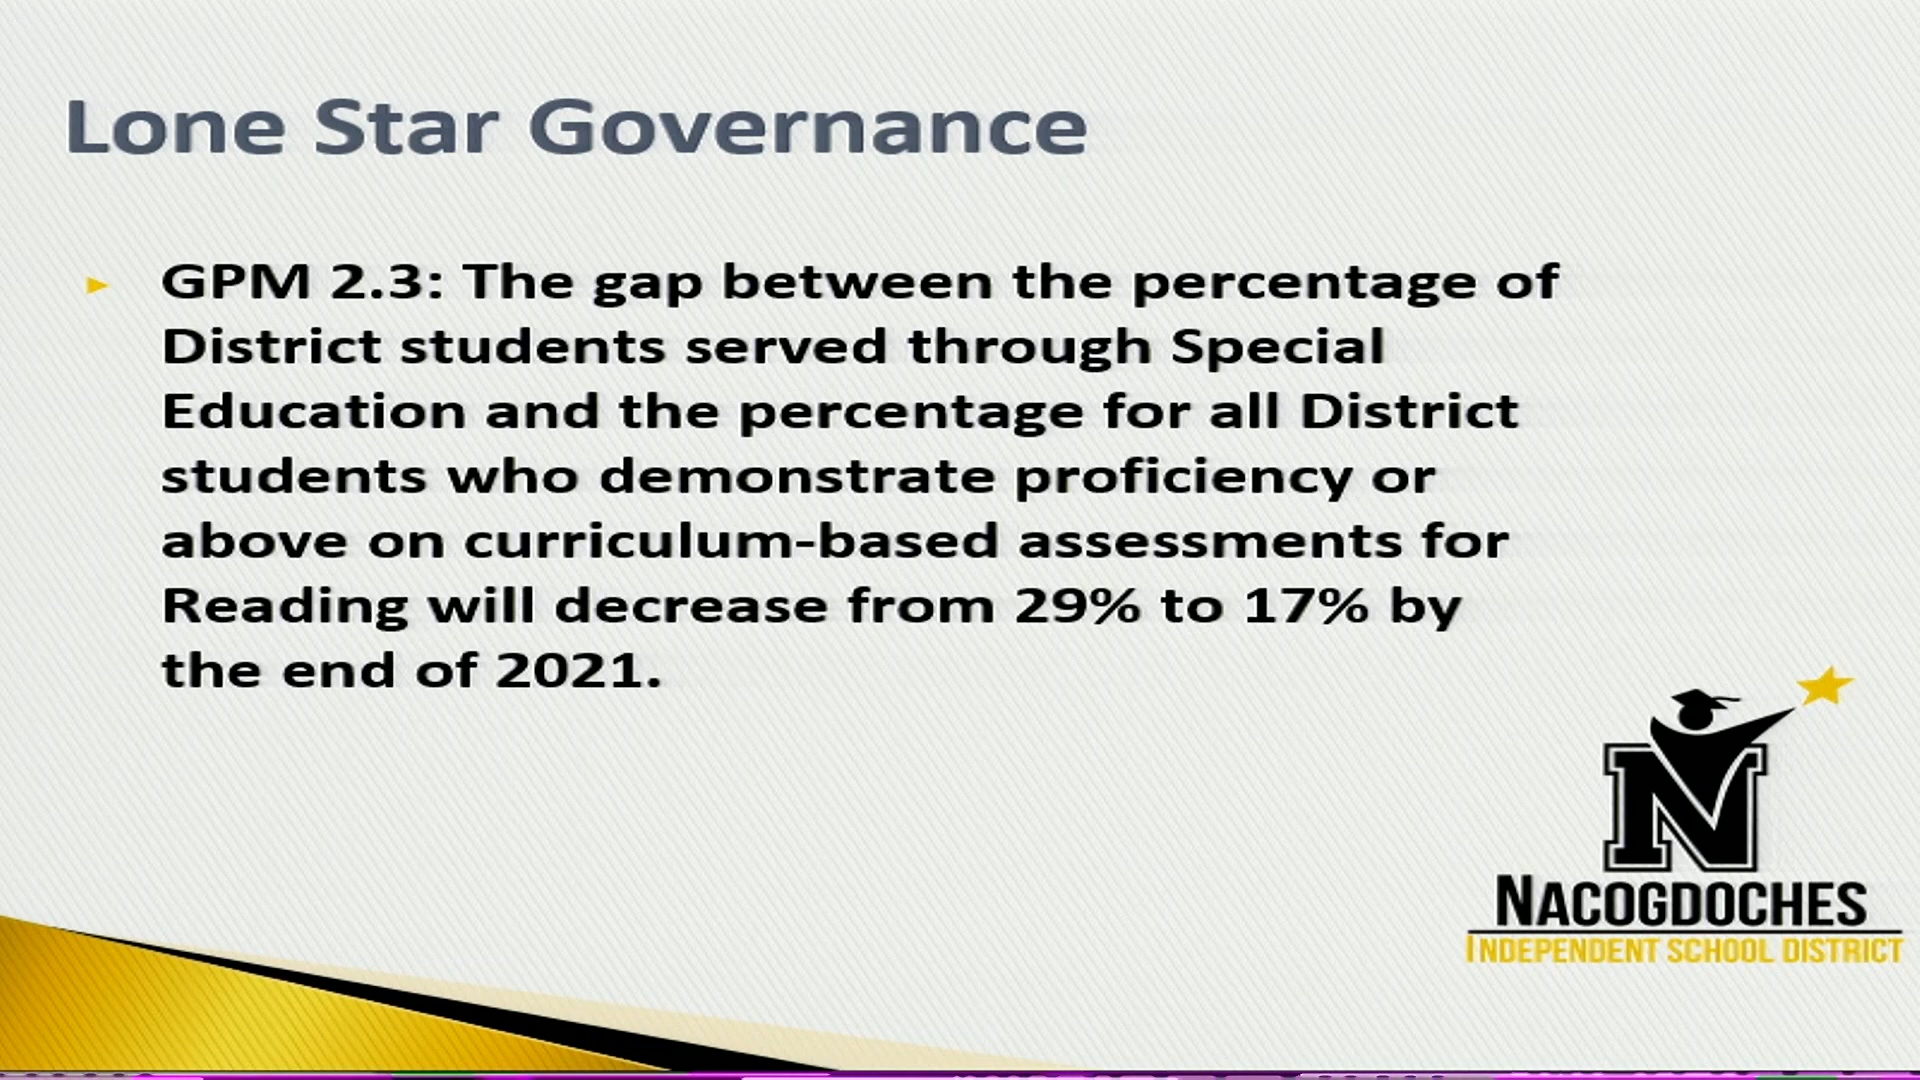 Lone Star Governance
GPM 2.3: The gap between the percentage of
District students served through Special
Education and the percentage for all District
students who demonstrate proficiency or
above on curriculum-based assessments for
Reading will decrease from 29% to 17% by
the end of 2021.
N
NACOGDOCHES
INDEPENDENT SCHOOL DISTRICT